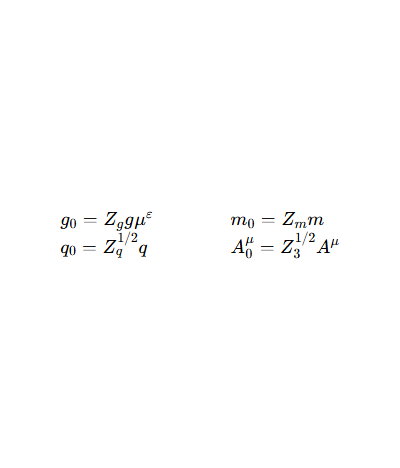 g₀ = Z_g g μ^ε    m₀ = Z_m m
q₀ = Z_q^{1/2} q    A₀^μ = Z₃^{1/2} A^μ